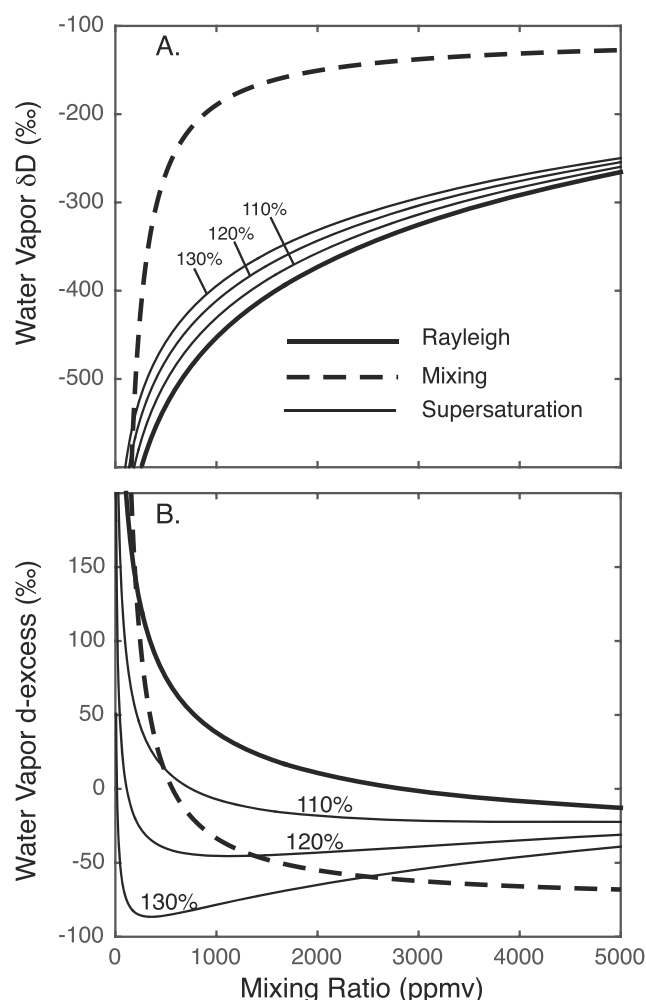 -100
A.
-200
Water Vapor δD (‰)
-300
110%
120%
130%
-400
Rayleigh
Mixing
-500
Supersaturation
B.
150
100
Water Vapor d-excess (‰)
50
0
110%
120%
-50
130%
-100
0 1000 2000 3000 4000 5000
Mixing Ratio (ppmv)